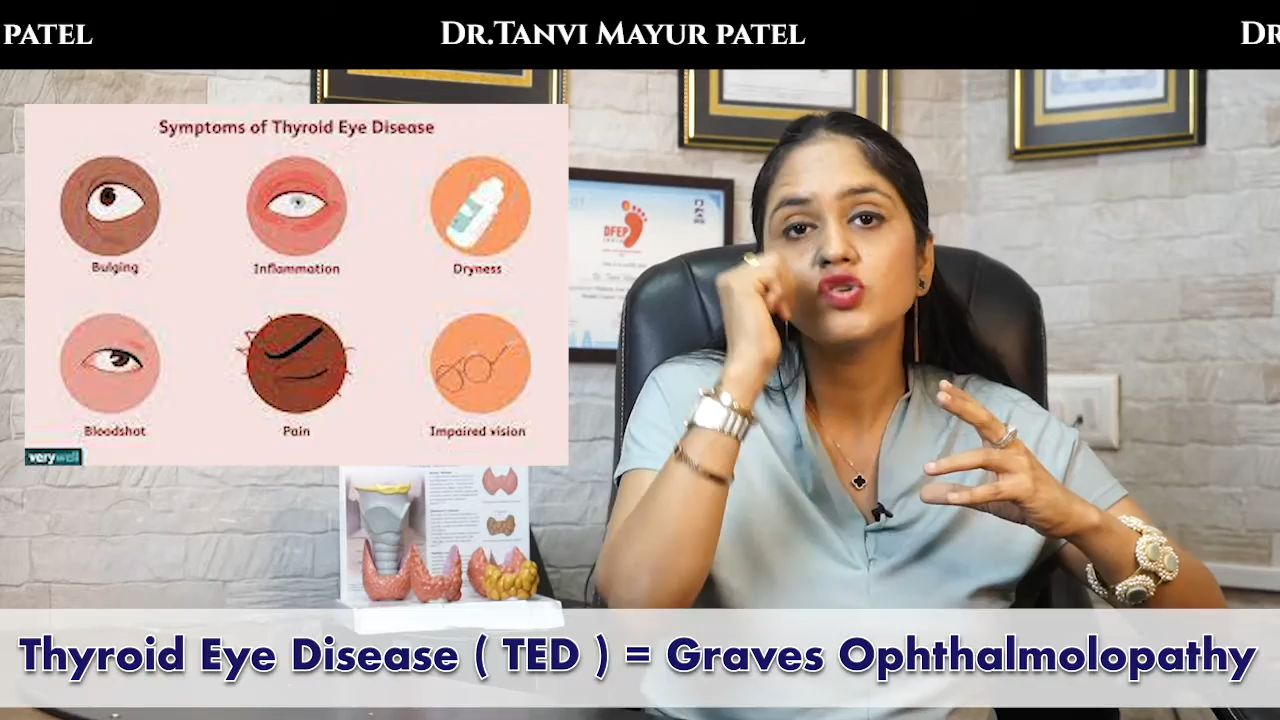 PATEL
DR.TANVI MAYUR PATEL
DR
Symptoms of Thyroid Eye Disease
Bulging
Inflammation
Dryness
Bloodshot
Pain
Impaired vision
verywell
DFEP
Thyroid Eye Disease ( TED ) = Graves Ophthalmolopathy